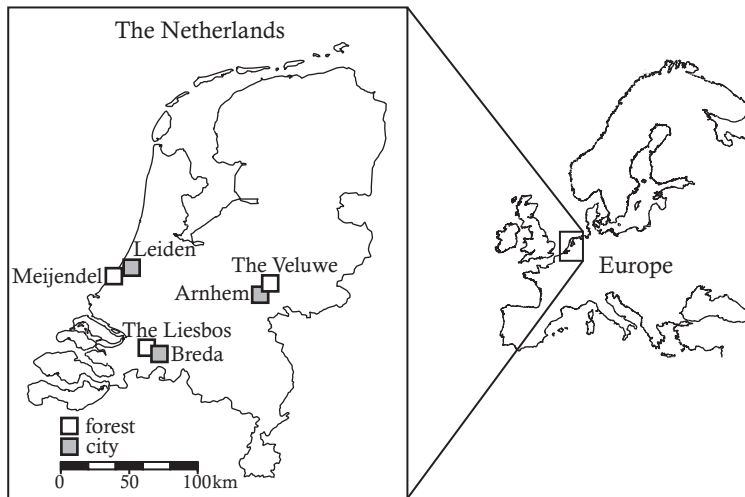 The Netherlands
Leiden
Meijendel
The Veluwe
Arnhem
The Liesbos
Breda
forest
city
0 50 100km
Europe